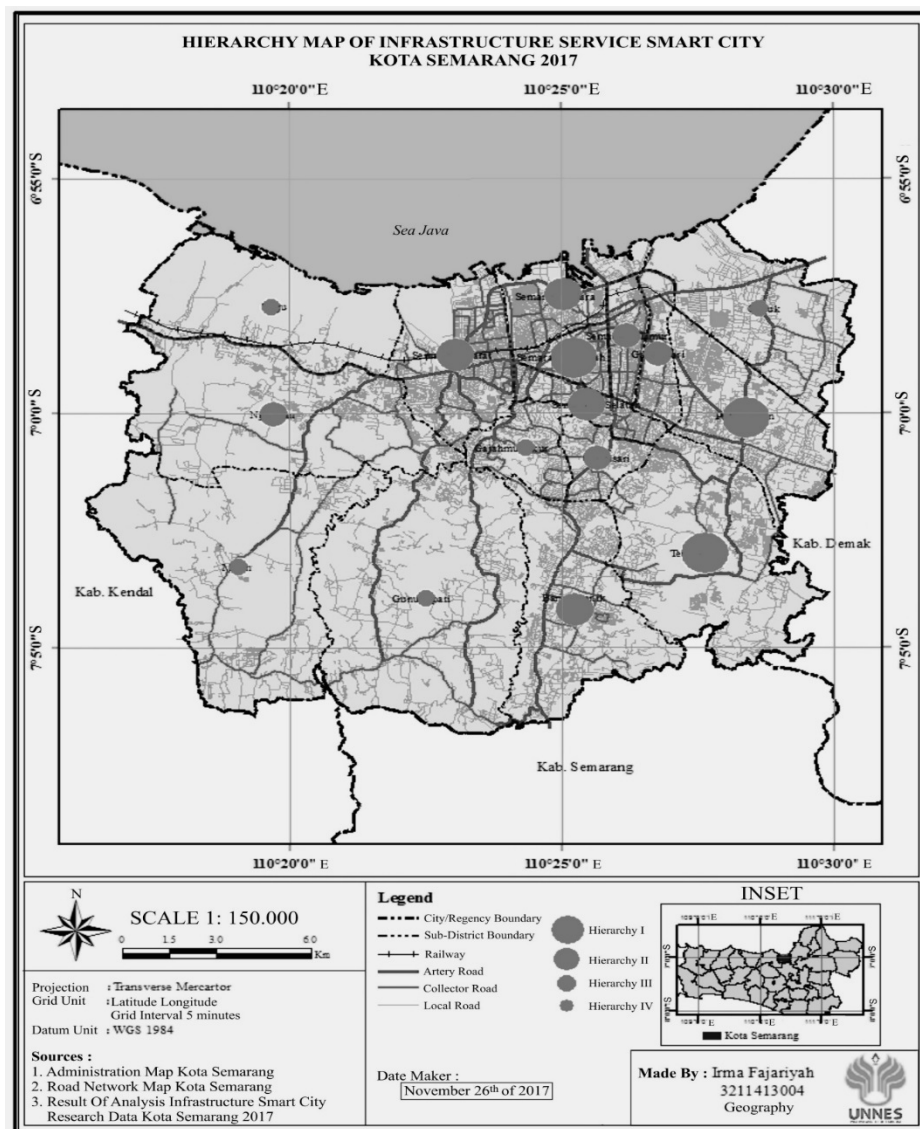 HIERARCHY MAP OF INFRASTRUCTURE SERVICE SMART CITY
KOTA SEMARANG 2017
110°20'0"E 110°25'0"E 110°30'0"E
6°55'0"S 6°55'0"S
Sea Java
7°0'0"S 7°0'0"S
Kab. Demak
Kab. Kendal
7°5'0"S 7°5'0"S
Kab. Semarang
110°20'0" E 110°25'0" E 110°30'0" E
N
SCALE 1: 150.000
0 1.5 3.0 4.5 6.0
Km
Projection : Transverse Mercartor
Grid Unit : Latitude Longitude
Grid Interval 5 minutes
Datum Unit : WGS 1984
Sources :
1. Administration Map Kota Semarang
2. Road Network Map Kota Semarang
3. Result Of Analysis Infrastructure Smart City
Research Data Kota Semarang 2017
Legend
City/Regency Boundary
Sub-District Boundary
Railway
Artery Road
Collector Road
Local Road
Hierarchy I
Hierarchy II
Hierarchy III
Hierarchy IV
Date Maker :
November 26th of 2017
INSET
Kota Semarang
Made By : Irma Fajariyah
3211413004
Geography
UNNES